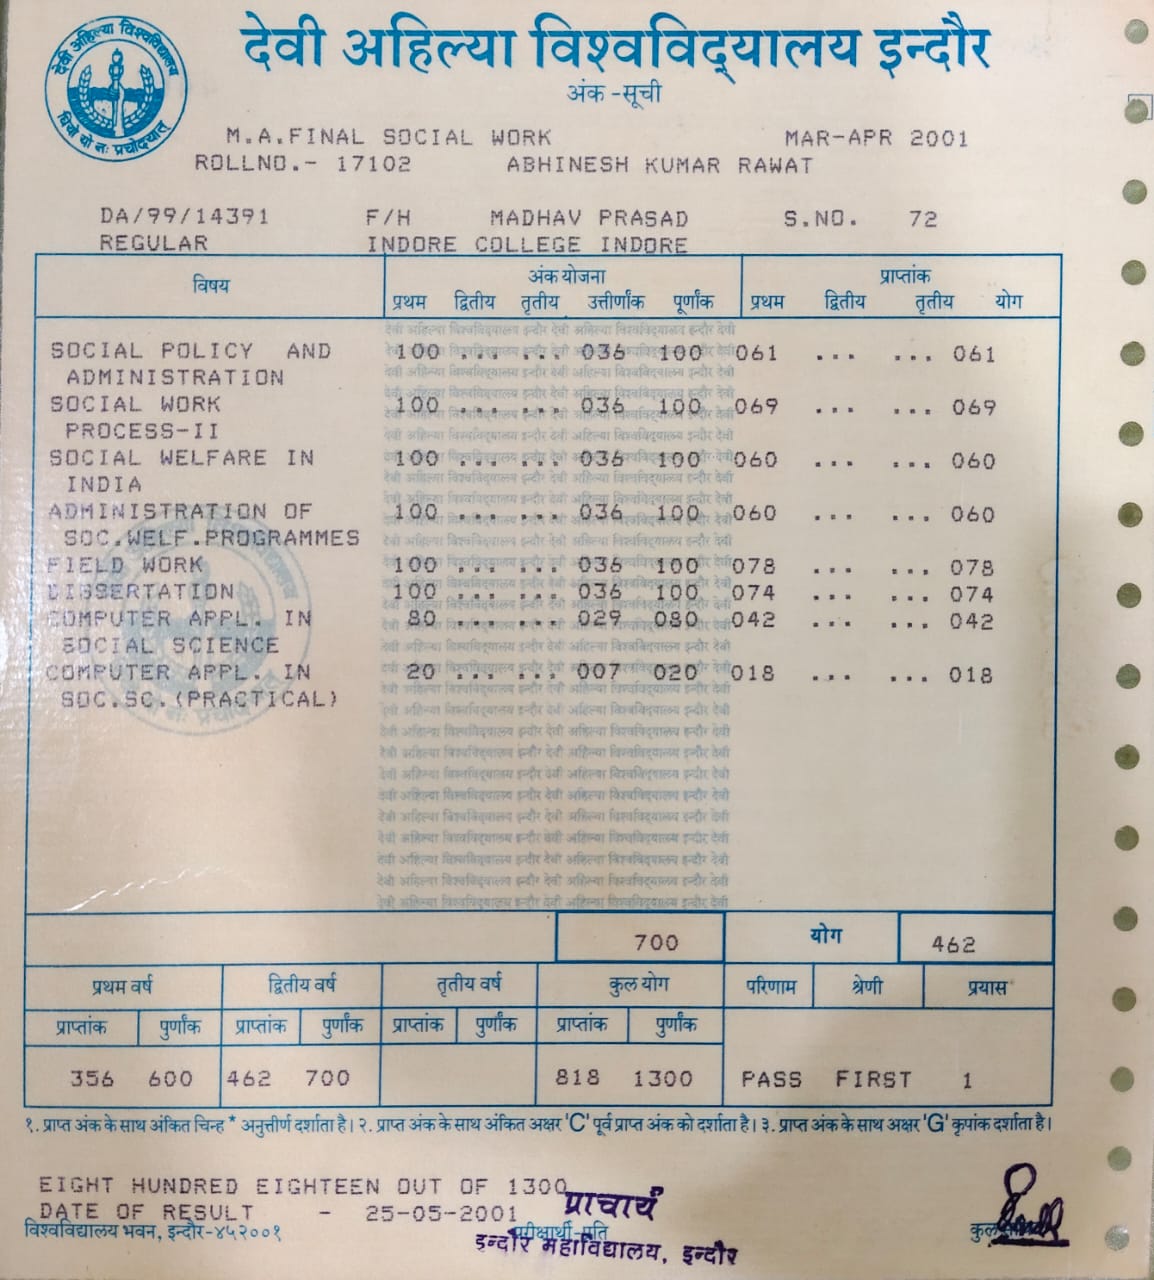 देवी अहिल्या विश्वविद्यालय इन्दौर
देवी अहिल्या विश्वविद्यालय
धियो यो नः प्रचोदयात्
अंक -सूची
M.A.FINAL SOCIAL WORK MAR-APR 2001
ROLLNO.- 17102 ABHINESH KUMAR RAWAT
DA/99/14391 F/H MADHAV PRASAD S.NO. 72
REGULAR INDORE COLLEGE INDORE
विषय अंक योजना प्राप्तांक
प्रथम द्वितीय तृतीय उत्तीर्णांक पूर्णांक प्रथम द्वितीय तृतीय योग
SOCIAL POLICY AND 100 ... ... 036 100 061 ... ... 061
ADMINISTRATION
SOCIAL WORK 100 ... ... 036 100 069 ... ... 069
PROCESS-II
SOCIAL WELFARE IN 100 ... ... 036 100 060 ... ... 060
INDIA
ADMINISTRATION OF 100 ... ... 036 100 060 ... ... 060
SOC.WELF.PROGRAMMES
FIELD WORK 100 ... ... 036 100 078 ... ... 078
DISSERTATION 100 ... ... 036 100 074 ... ... 074
COMPUTER APPL. IN 80 ... ... 029 080 042 ... ... 042
SOCIAL SCIENCE
COMPUTER APPL. IN 20 ... ... 007 020 018 ... ... 018
SOC.SC.(PRACTICAL)
700 योग 462
प्रथम वर्ष द्वितीय वर्ष तृतीय वर्ष कुल योग परिणाम श्रेणी प्रयास
प्राप्तांक पुर्णांक प्राप्तांक पुर्णांक प्राप्तांक पुर्णांक प्राप्तांक पुर्णांक
356 600 462 700 818 1300 PASS FIRST 1
१. प्राप्त अंक के साथ अंकित चिन्ह * अनुत्तीर्ण दर्शाता है। २. प्राप्त अंक के साथ अंकित अक्षर 'C' पूर्व प्राप्त अंक को दर्शाता है। ३. प्राप्त अंक के साथ अक्षर 'G' कृपांक दर्शाता है।
EIGHT HUNDRED EIGHTEEN OUT OF 1300
DATE OF RESULT - 25-05-2001
प्राचार्य
विश्वविद्यालय भवन, इन्दौर-४५२००१ परीक्षार्थी-प्रति
इन्दौर महाविद्यालय, इन्दौर